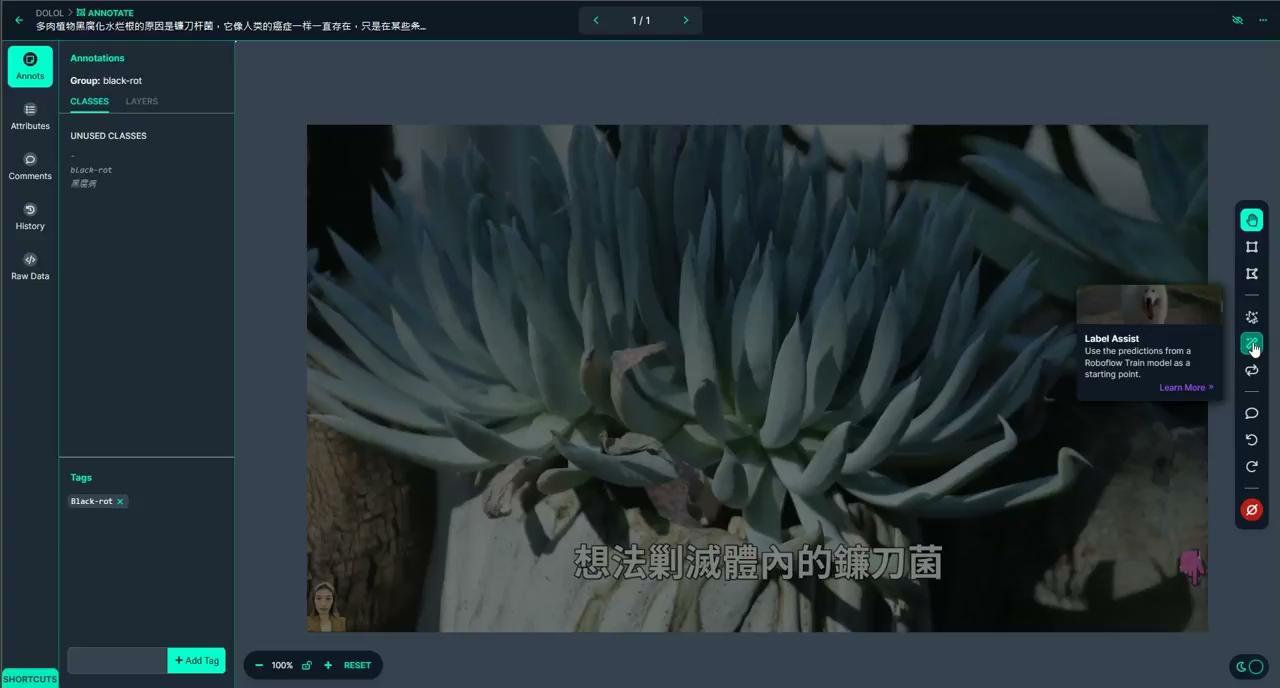 DOLOL > ANNOTATE
多肉植物黑腐化水烂根的原因是镰刀杆菌，它像人类的癌症一样一直存在，只是在某些条...
1 / 1
Annots
Attributes
Comments
History
Raw Data
SHORTCUTS
Annotations
Group: black-rot
CLASSES LAYERS
UNUSED CLASSES
-
black-rot
黑腐病
Tags
Black-rot ×
+ Add Tag
想法剿滅體內的鐮刀菌
Label Assist
Use the predictions from a
Roboflow Train model as a
starting point.
Learn More »
− 100% + RESET